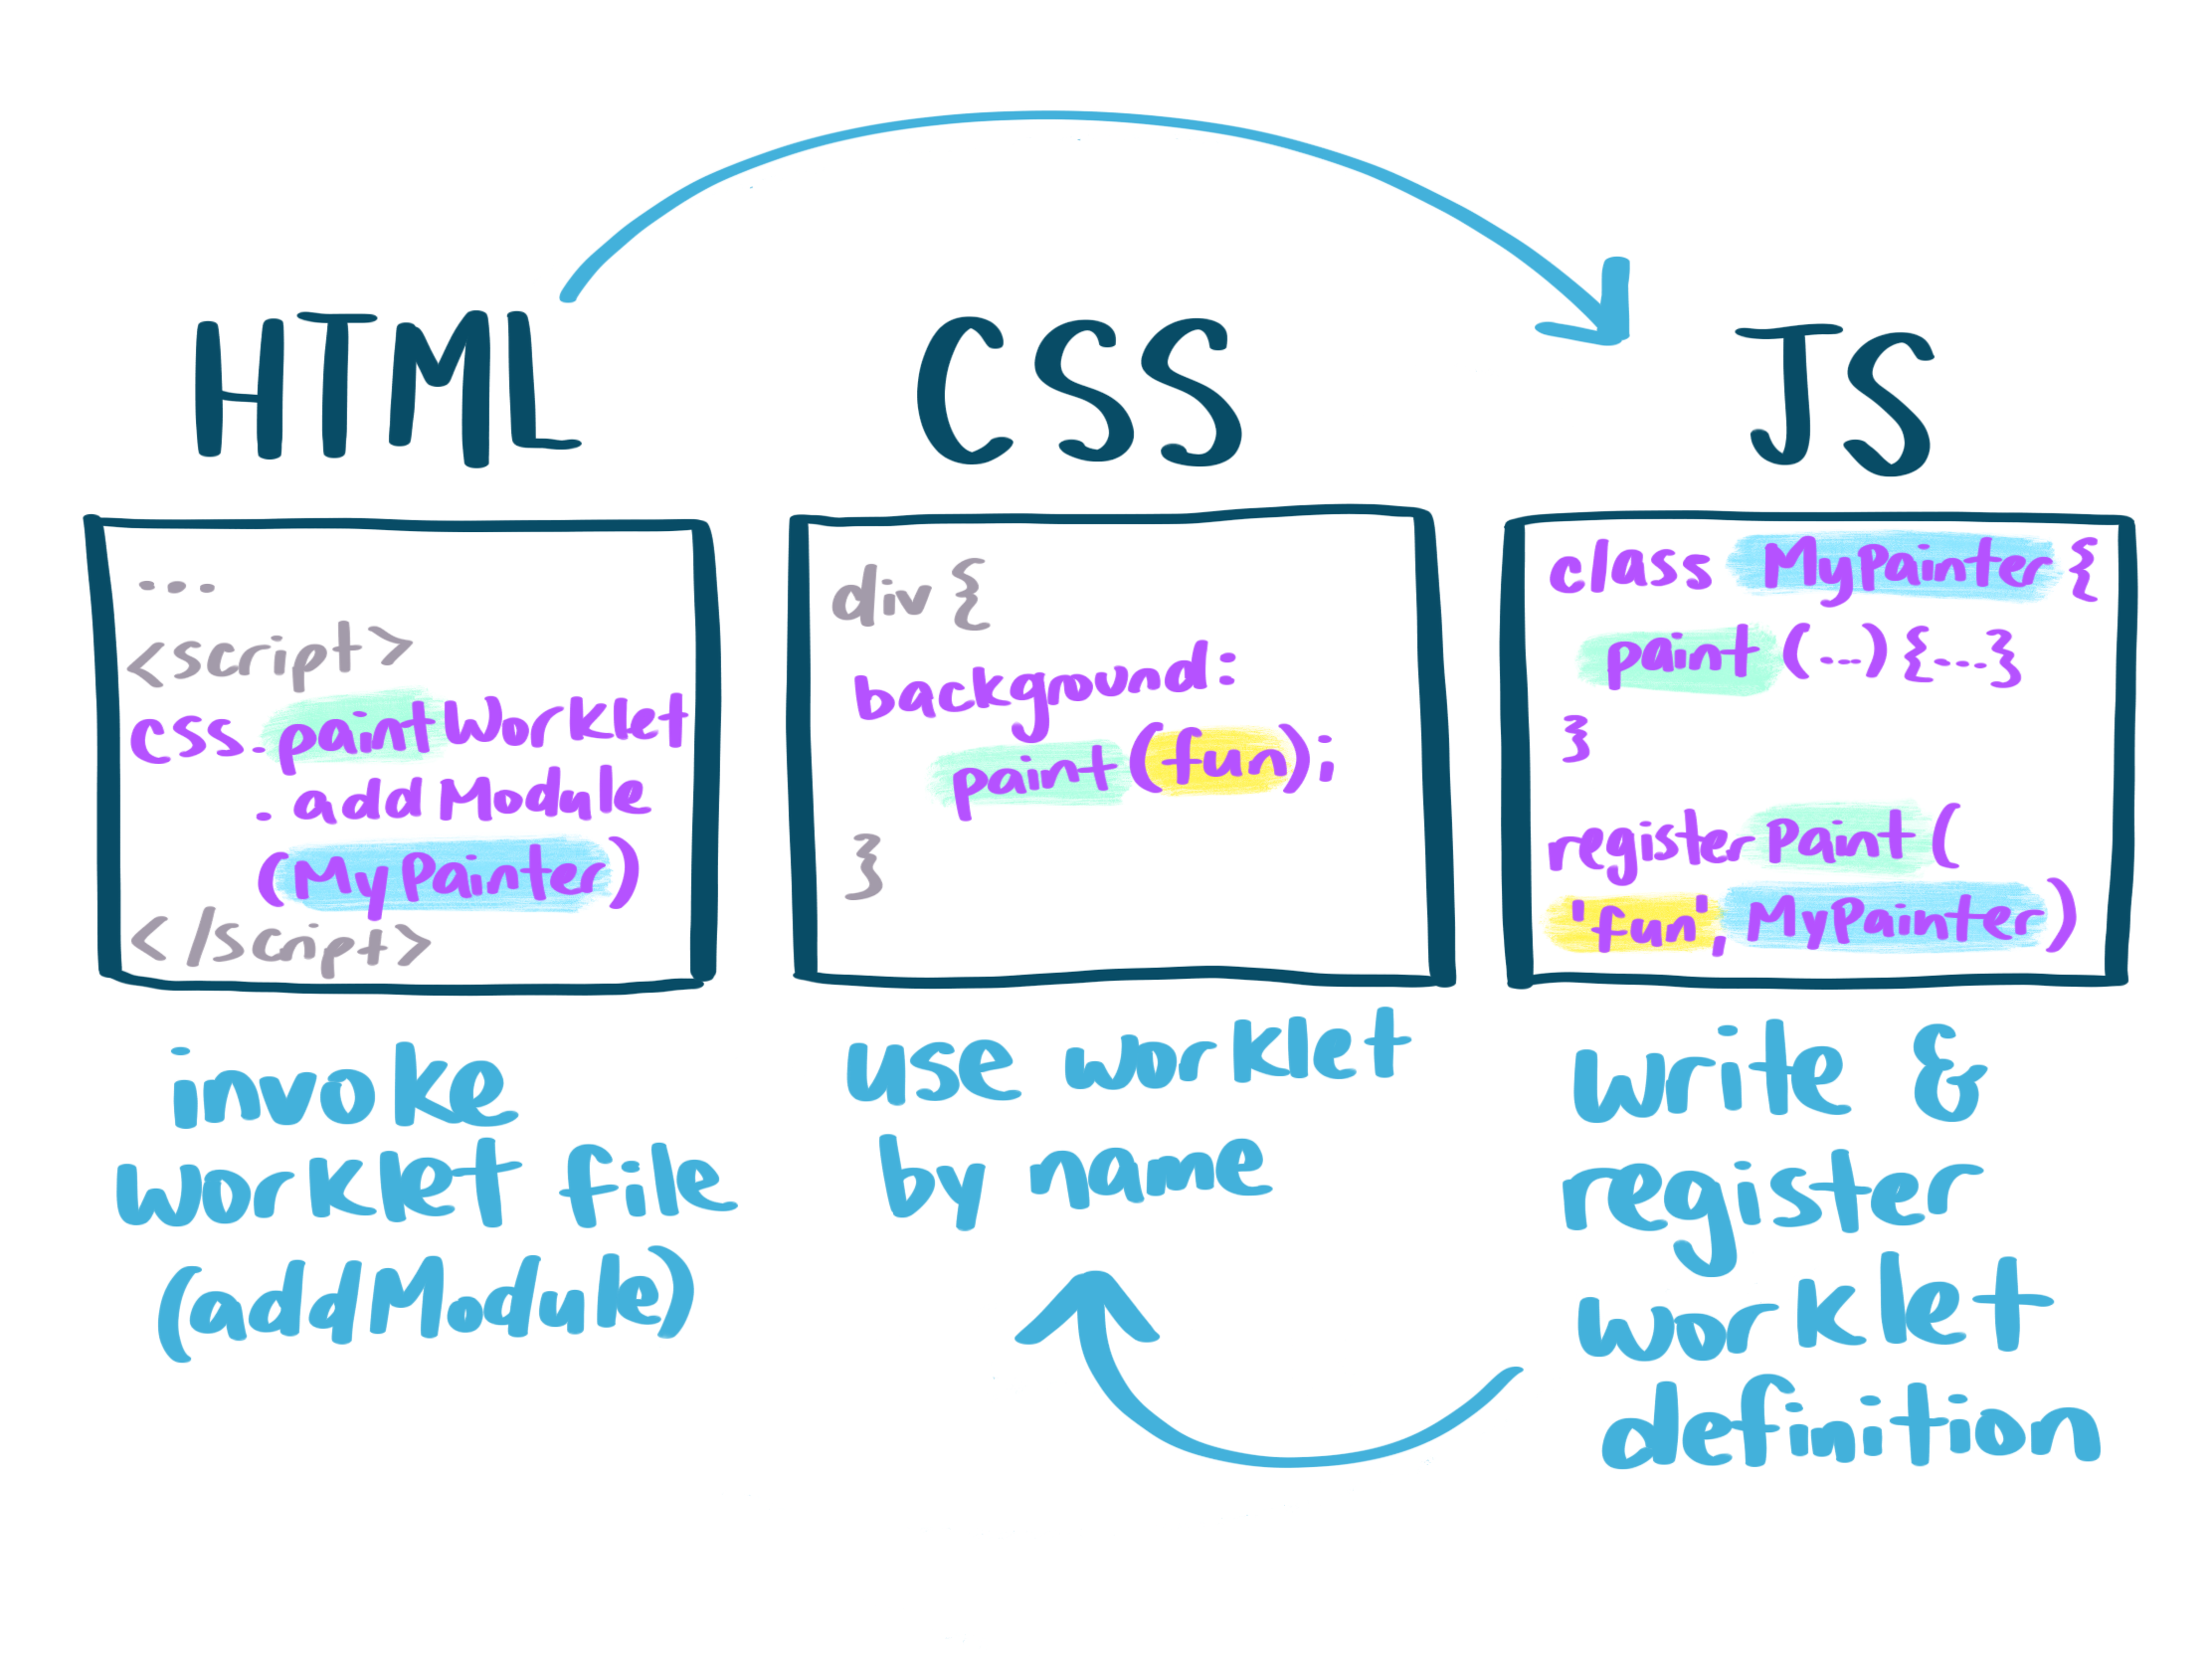 HTML
...
<script>
css.paintWorklet
.addModule
(MyPainter)
</script>
invoke
worklet file
(addModule)
CSS
div {
background:
paint(fun);
}
use worklet
by name
JS
class MyPainter {
paint (...) {...}
}
registerPaint (
'fun', MyPainter)
write &
register
worklet
definition